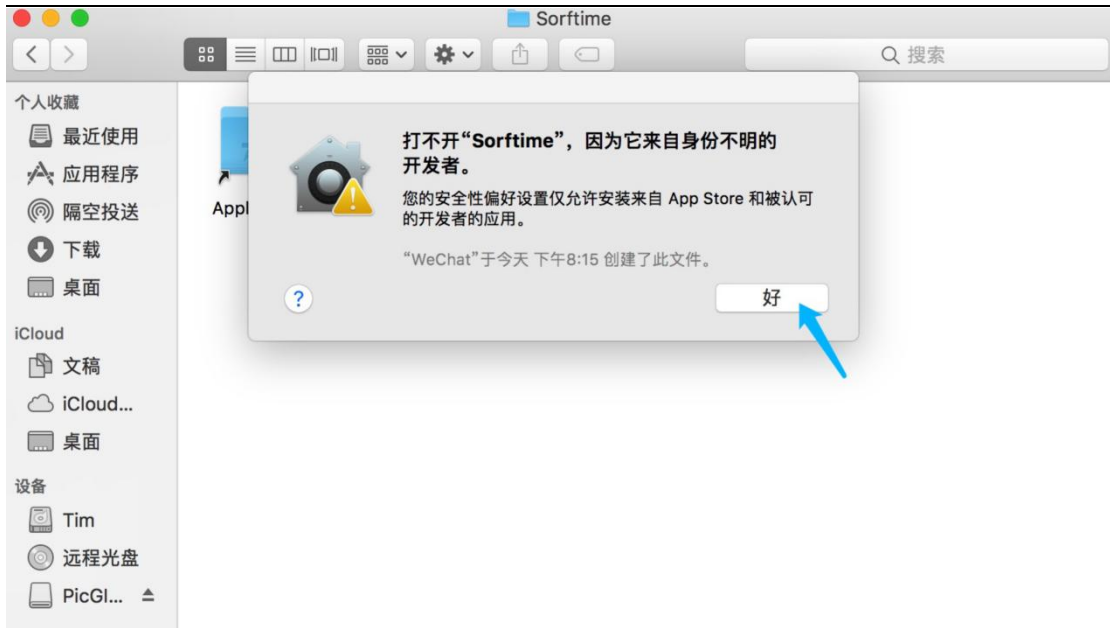 Sorftime
搜索
个人收藏
最近使用
应用程序
隔空投送
下载
桌面
iCloud
文稿
iCloud...
桌面
设备
Tim
远程光盘
PicGl...
Appl
打不开“Sorftime”，因为它来自身份不明的
开发者。
您的安全性偏好设置仅允许安装来自 App Store 和被认可
的开发者的应用。
“WeChat”于今天 下午8:15 创建了此文件。
?
好